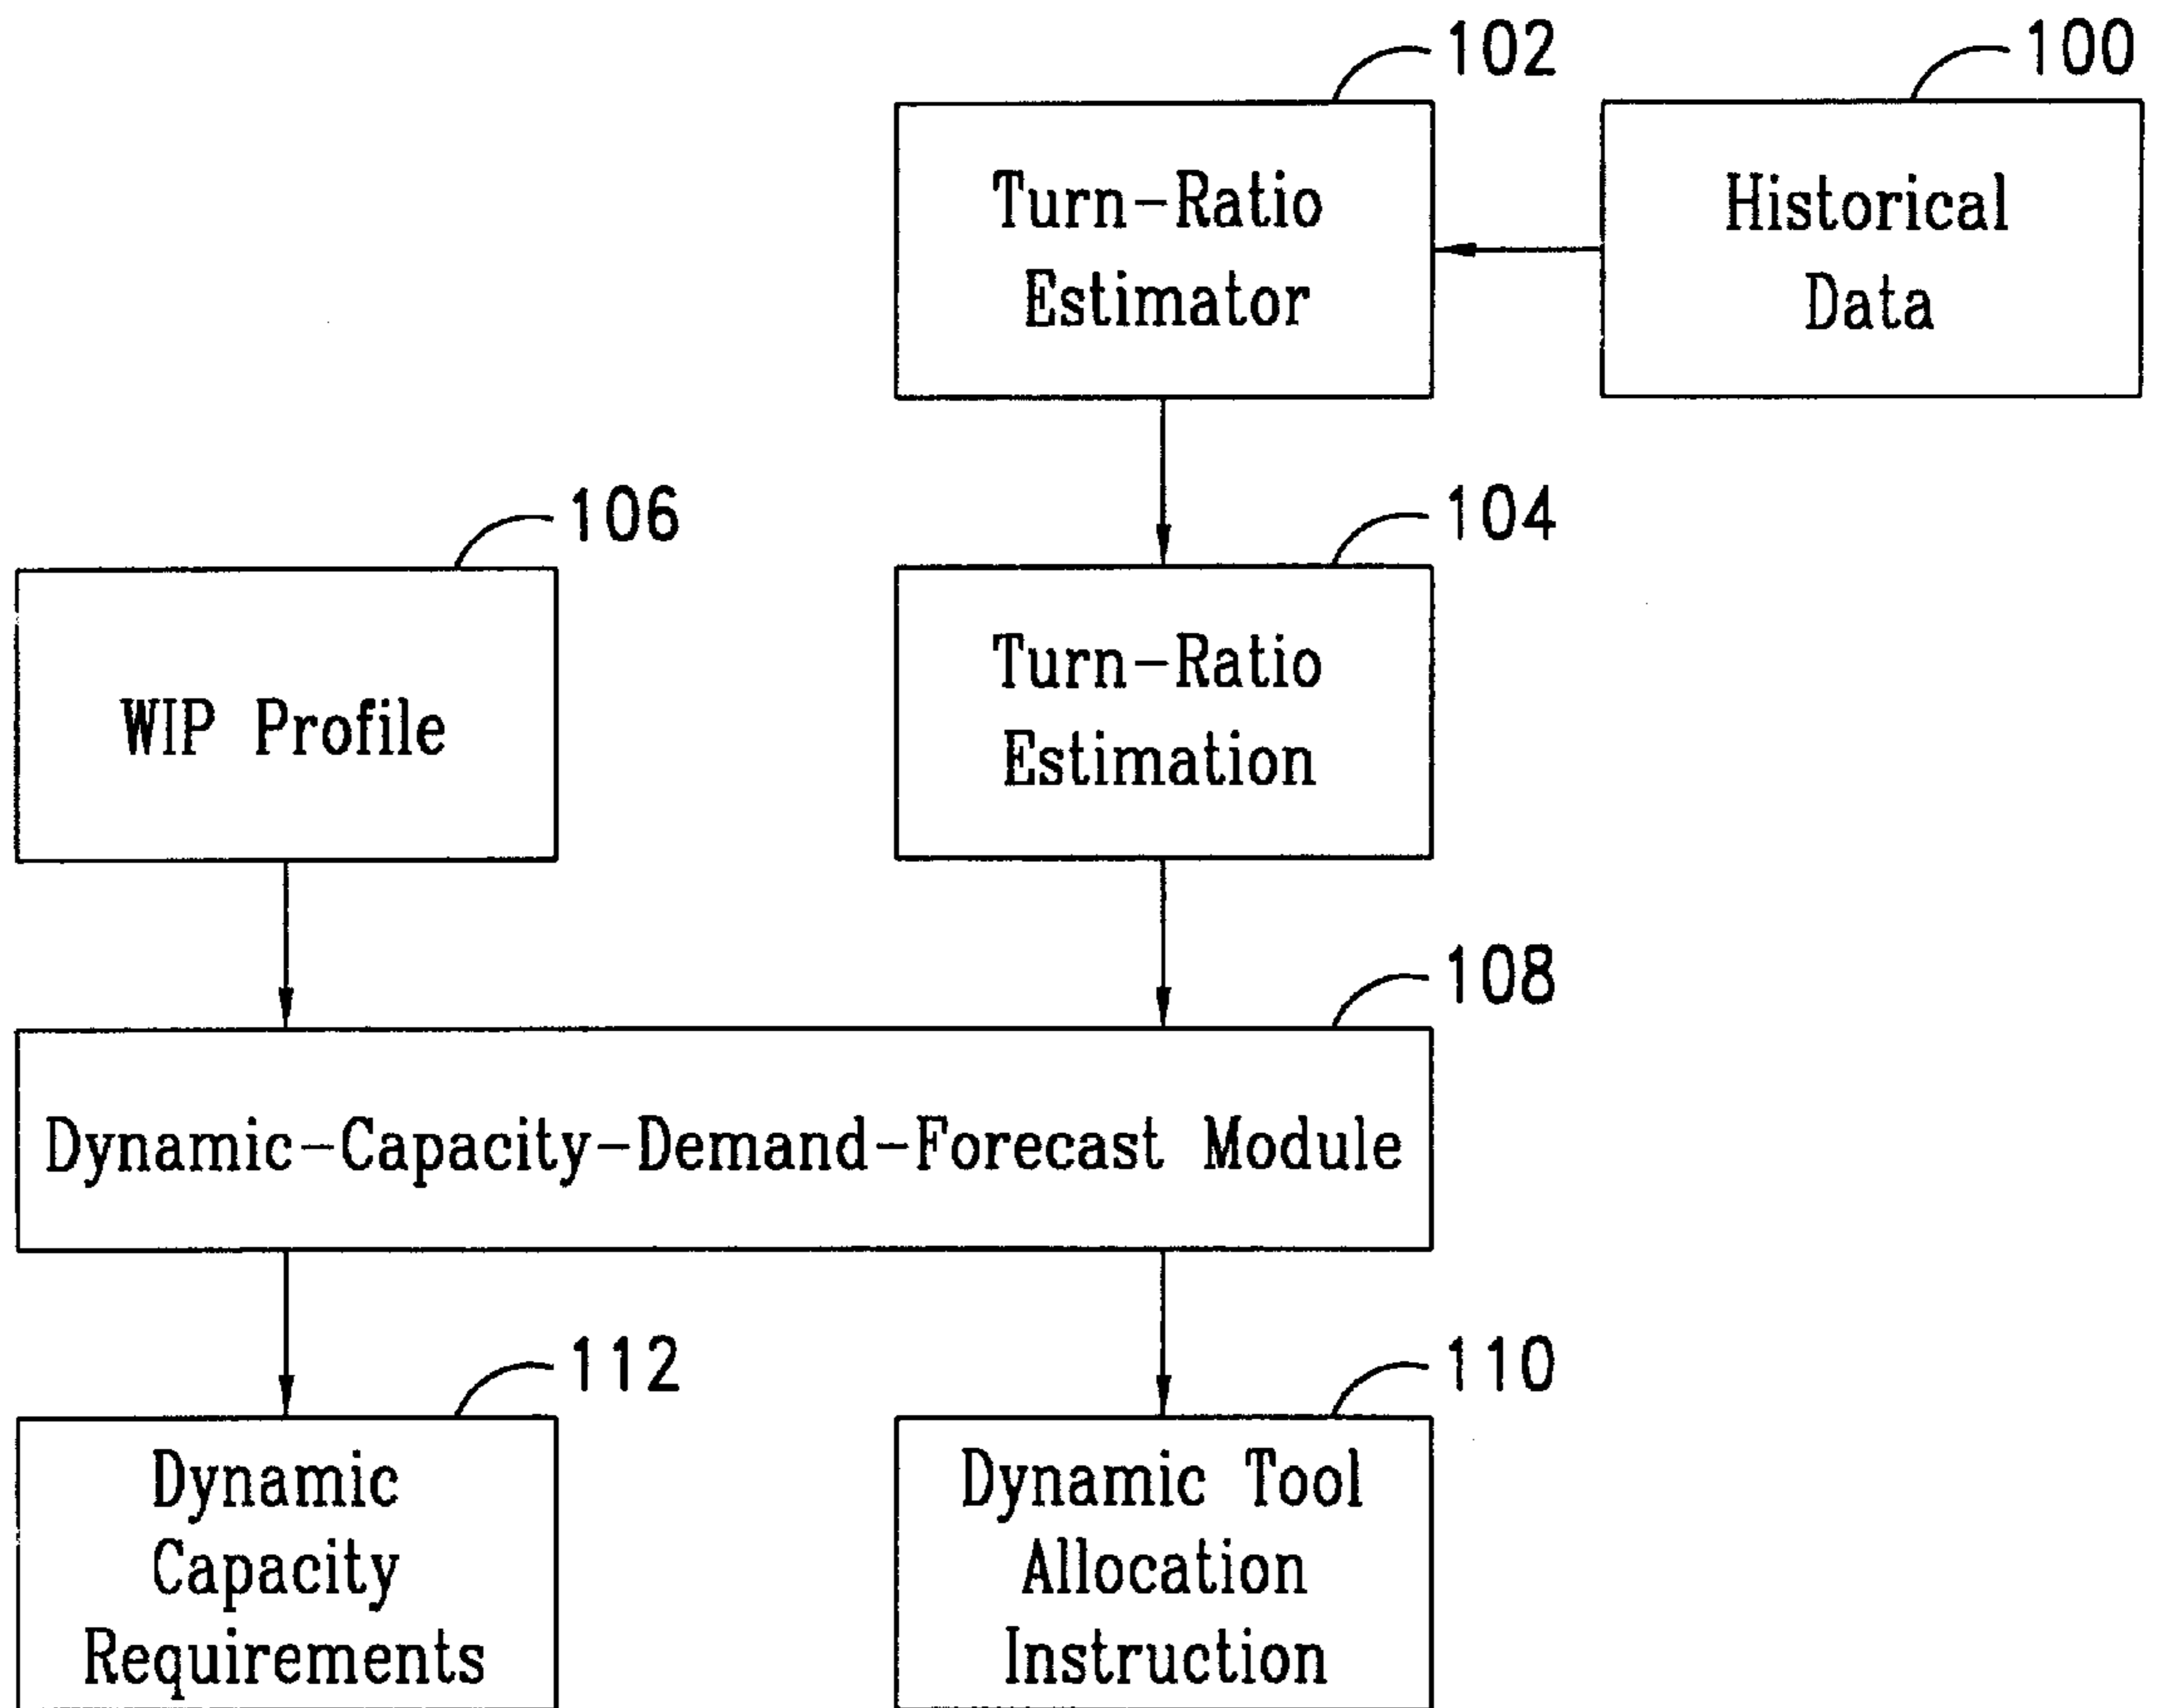 102
100
Turn-Ratio
Estimator
Historical
Data
106
104
WIP Profile
Turn-Ratio
Estimation
108
Dynamic-Capacity-Demand-Forecast Module
112
110
Dynamic
Capacity
Requirements
Dynamic Tool
Allocation
Instruction